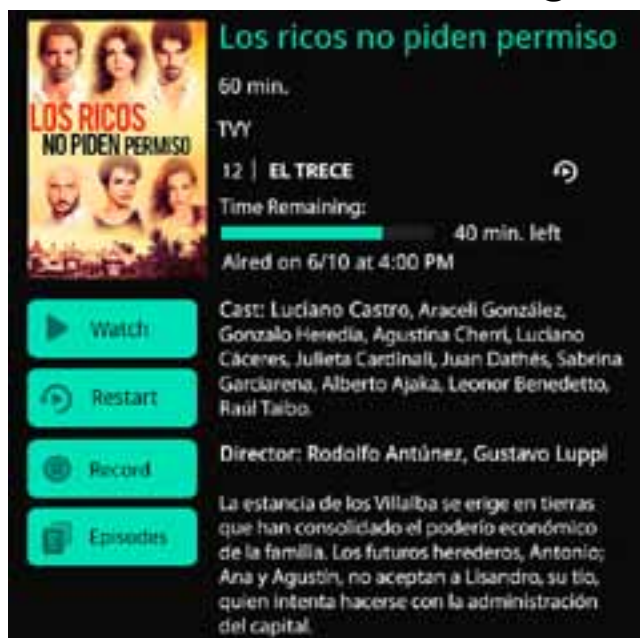 Los ricos no piden permiso
LOS RICOS
NO PIDEN PERMISO
60 min.
TVY
12 | EL TRECE
Time Remaining:
40 min. left
Aired on 6/10 at 4:00 PM
Watch
Restart
Record
Episodes
Cast: Luciano Castro, Araceli González,
Gonzalo Heredia, Agustina Cherri, Luciano
Cáceres, Julieta Cardinali, Juan Dathés, Sabrina
Garciarena, Alberto Ajaka, Leonor Benedetto,
Raúl Taibo.
Director: Rodolfo Antúnez, Gustavo Luppi
La estancia de los Villalba se erige en tierras
que han consolidado el poderío económico
de la familia. Los futuros herederos, Antonio;
Ana y Agustín, no aceptan a Lisandro, su tío,
quien intenta hacerse con la administración
del capital.